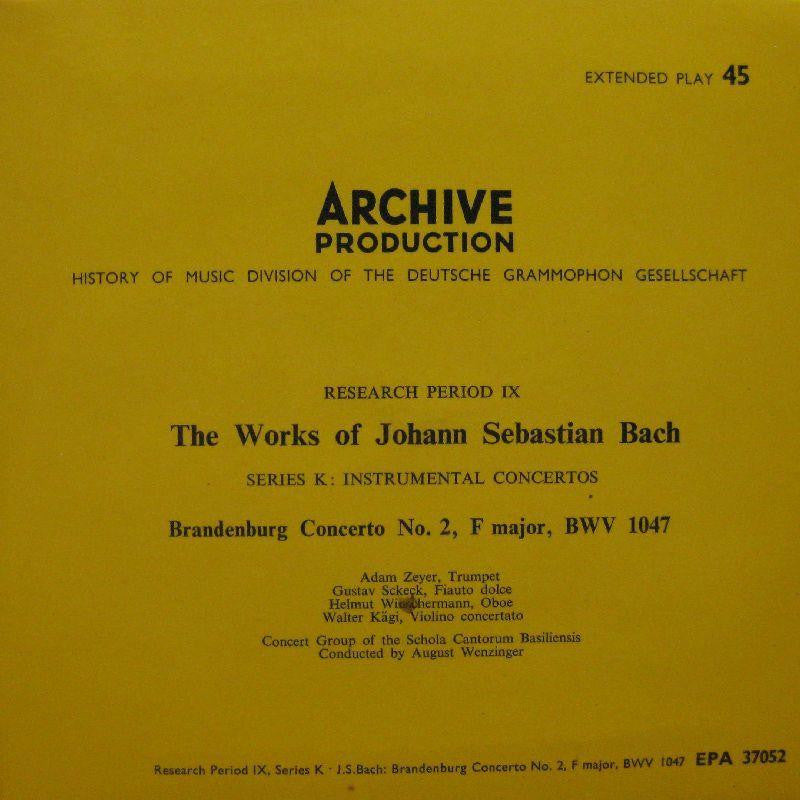 EXTENDED PLAY 45
ARCHIVE
PRODUCTION
HISTORY OF MUSIC DIVISION OF THE DEUTSCHE GRAMMOPHON GESELLSCHAFT
RESEARCH PERIOD IX
The Works of Johann Sebastian Bach
SERIES K: INSTRUMENTAL CONCERTOS
Brandenburg Concerto No. 2, F major, BWV 1047
Adam Zeyer, Trumpet
Gustav Sckeck, Flauto dolce
Helmut Oboe
Walter Kägi, Violino concertato
Concert Group of the Schola Cantorum Basiliensis
Conducted by August Wenzinger
Research Period IX, Series K · J.S.Bach: Brandenburg Concerto No. 2, F major, BWV 1047 EPA 37052